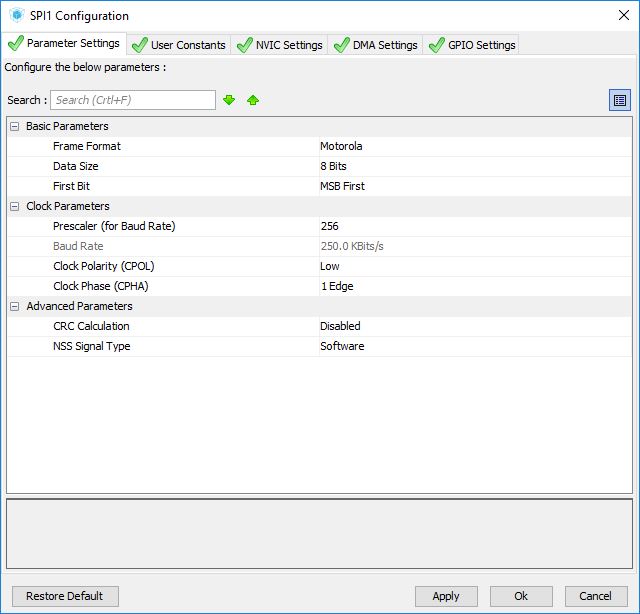 SPI1 Configuration
Parameter Settings User Constants NVIC Settings DMA Settings GPIO Settings
Configure the below parameters :
Search : Search (Crtl+F)
Basic Parameters
Frame Format Motorola
Data Size 8 Bits
First Bit MSB First
Clock Parameters
Prescaler (for Baud Rate) 256
Baud Rate 250.0 KBits/s
Clock Polarity (CPOL) Low
Clock Phase (CPHA) 1 Edge
Advanced Parameters
CRC Calculation Disabled
NSS Signal Type Software
Restore Default Apply Ok Cancel